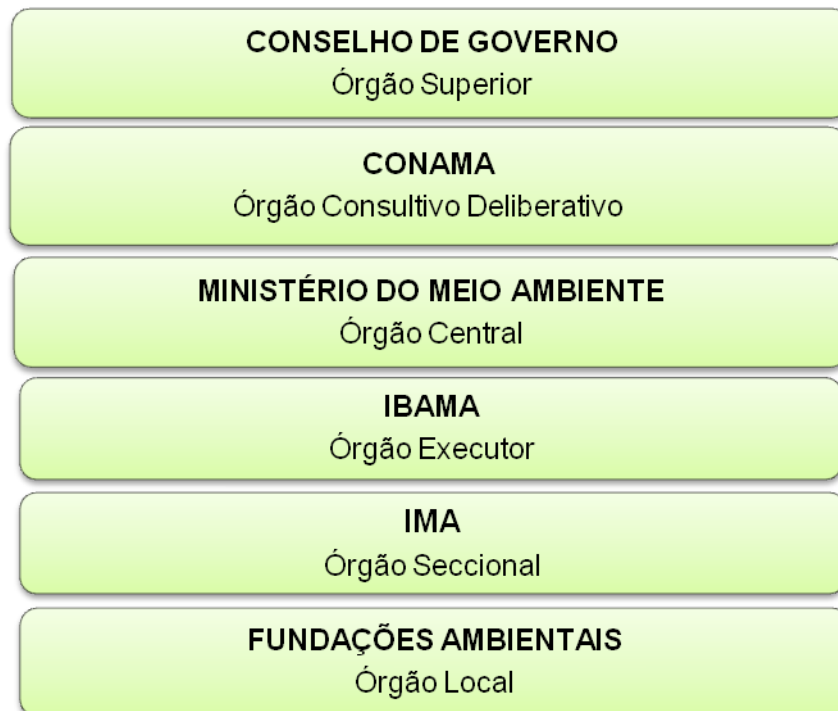 CONSELHO DE GOVERNO
Órgão Superior
CONAMA
Órgão Consultivo Deliberativo
MINISTÉRIO DO MEIO AMBIENTE
Órgão Central
IBAMA
Órgão Executor
IMA
Órgão Seccional
FUNDAÇÕES AMBIENTAIS
Órgão Local